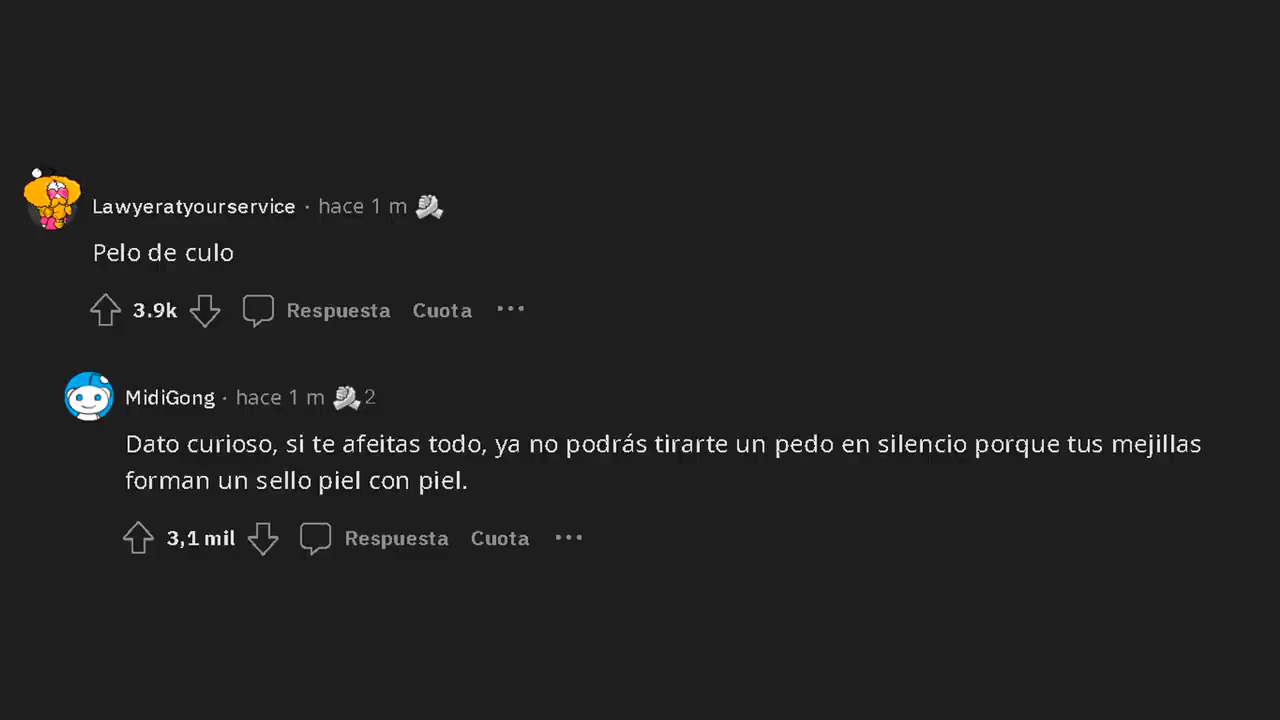 Lawyeratyourservice · hace 1 m
Pelo de culo
3.9k Respuesta Cuota ···
MidiGong · hace 1 m 2
Dato curioso, si te afeitas todo, ya no podrás tirarte un pedo en silencio porque tus mejillas
forman un sello piel con piel.
3,1 mil Respuesta Cuota ···